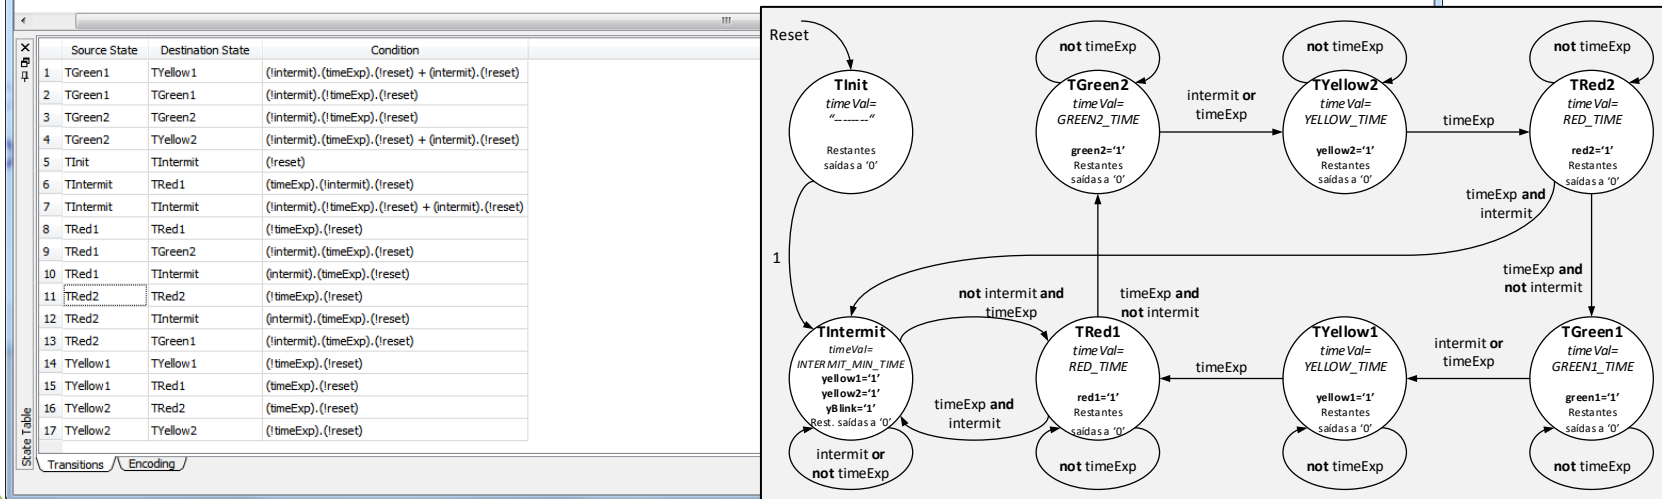 Source State Destination State Condition
1 TGreen1 TYellow1 (!intermit).(timeExp).(!reset) + (intermit).(!reset)
2 TGreen1 TGreen1 (!intermit).(!timeExp).(!reset)
3 TGreen2 TGreen2 (!intermit).(!timeExp).(!reset)
4 TGreen2 TYellow2 (!intermit).(timeExp).(!reset) + (intermit).(!reset)
5 TInit TIntermit (!reset)
6 TIntermit TRed1 (timeExp).(!intermit).(!reset)
7 TIntermit TIntermit (!intermit).(!timeExp).(!reset) + (intermit).(!reset)
8 TRed1 TRed1 (!timeExp).(!reset)
9 TRed1 TGreen2 (!intermit).(timeExp).(!reset)
10 TRed1 TIntermit (intermit).(timeExp).(!reset)
11 TRed2 TRed2 (!timeExp).(!reset)
12 TRed2 TIntermit (intermit).(timeExp).(!reset)
13 TRed2 TGreen1 (!intermit).(timeExp).(!reset)
14 TYellow1 TYellow1 (!timeExp).(!reset)
15 TYellow1 TRed1 (timeExp).(!reset)
16 TYellow2 TRed2 (timeExp).(!reset)
17 TYellow2 TYellow2 (!timeExp).(!reset)
State Table
Transitions Encoding
Reset
TInit
timeVal=
"--------"
Restantes
saídas a '0'
not timeExp
TGreen2
timeVal=
GREEN2_TIME
green2='1'
Restantes
saídas a '0'
intermit or
timeExp
not timeExp
TYellow2
timeVal=
YELLOW_TIME
yellow2='1'
Restantes
saídas a '0'
timeExp
not timeExp
TRed2
timeVal=
RED_TIME
red2='1'
Restantes
saídas a '0'
timeExp and
intermit
1
timeExp and
not intermit
not intermit and
timeExp
timeExp and
not intermit
TIntermit
timeVal=
INTERMIT_MIN_TIME
yellow1='1'
yellow2='1'
yBlink='1'
Rest. saídas a '0'
intermit or
not timeExp
timeExp and
intermit
TRed1
timeVal=
RED_TIME
red1='1'
Restantes
saídas a '0'
not timeExp
timeExp
TYellow1
timeVal=
YELLOW_TIME
yellow1='1'
Restantes
saídas a '0'
not timeExp
intermit or
timeExp
TGreen1
timeVal=
GREEN1_TIME
green1='1'
Restantes
saídas a '0'
not timeExp